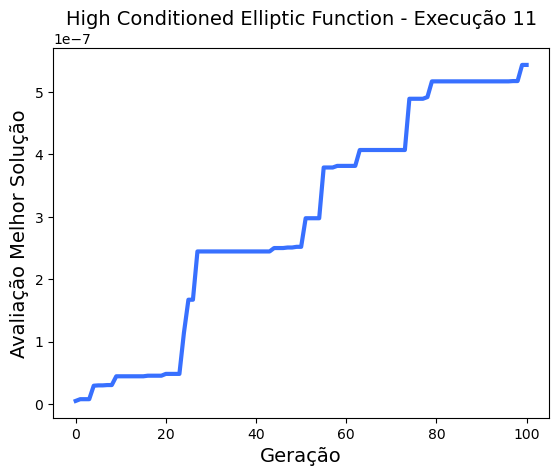 High Conditioned Elliptic Function - Execução 11
1e−7
Avaliação Melhor Solução
5
4
3
2
1
0
0 20 40 60 80 100
Geração